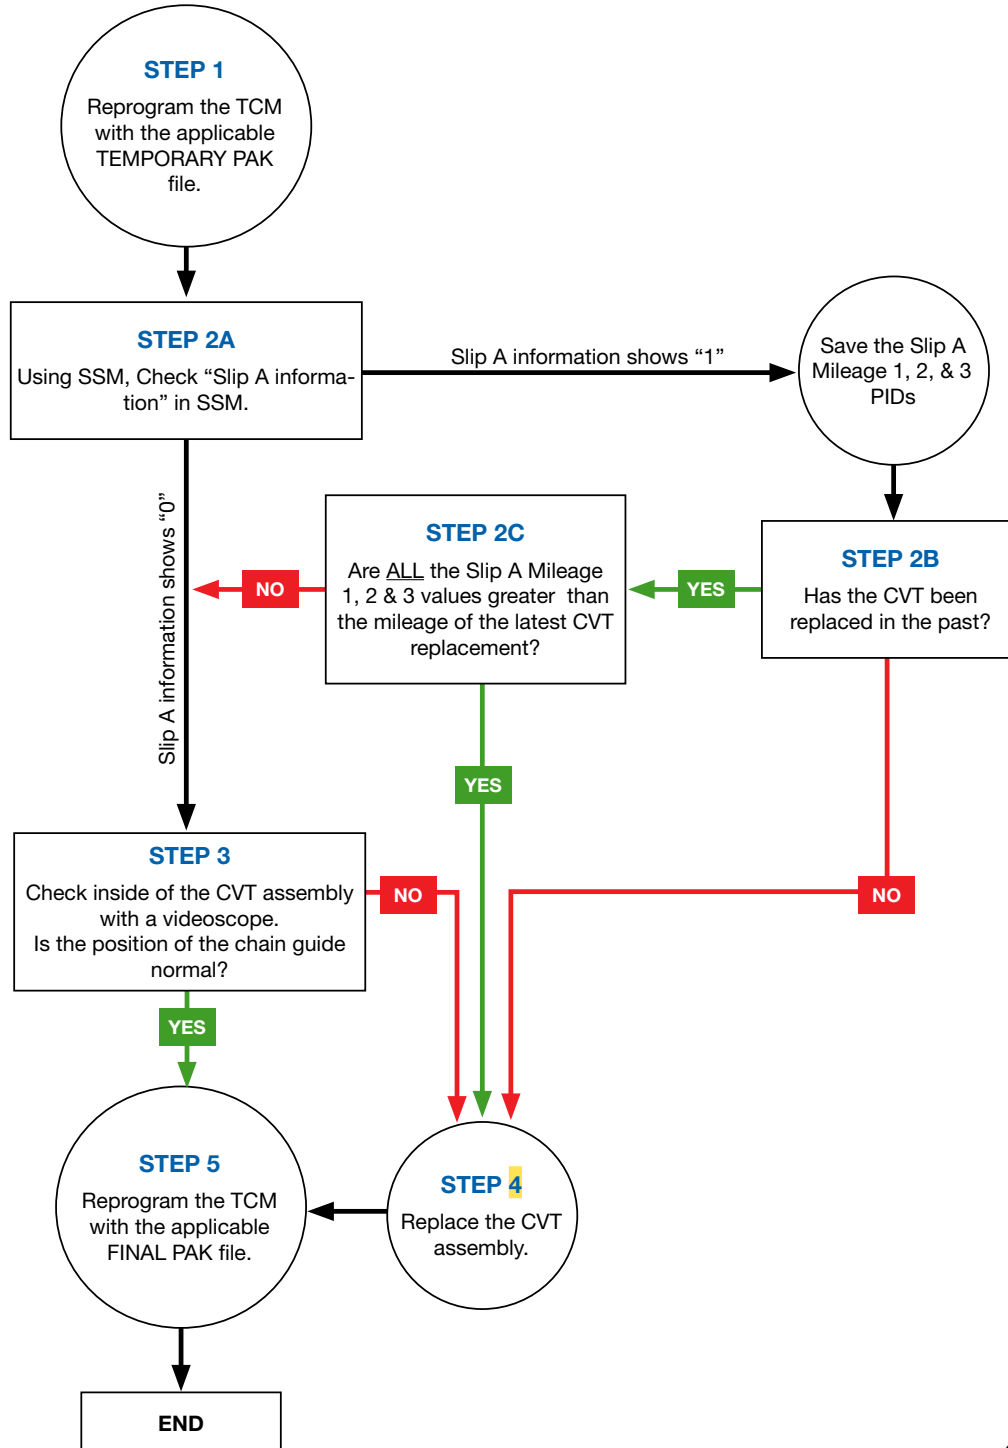 STEP 1
Reprogram the TCM
with the applicable
TEMPORARY PAK
file.
STEP 2A
Using SSM, Check “Slip A informa-
tion” in SSM.
Slip A information shows “1”
Save the Slip A
Mileage 1, 2, & 3
PIDs
Slip A information shows “0”
STEP 2C
Are ALL the Slip A Mileage
1, 2 & 3 values greater than
the mileage of the latest CVT
replacement?
NO
YES
STEP 2B
Has the CVT been
replaced in the past?
YES
STEP 3
Check inside of the CVT assembly
with a videoscope.
Is the position of the chain guide
normal?
NO
NO
YES
STEP 5
Reprogram the TCM
with the applicable
FINAL PAK file.
STEP 4
Replace the CVT
assembly.
END